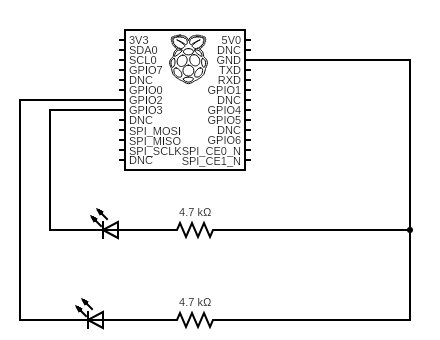 3V3 5V0
SDA0 DNC
SCL0 GND
GPIO7 TXD
DNC RXD
GPIO0 GPIO1
GPIO2 DNC
GPIO3 GPIO4
DNC GPIO5
SPI_MOSI DNC
SPI_MISO GPIO6
SPI_SCLK SPI_CE0_N
DNC SPI_CE1_N
4.7 kΩ
4.7 kΩ